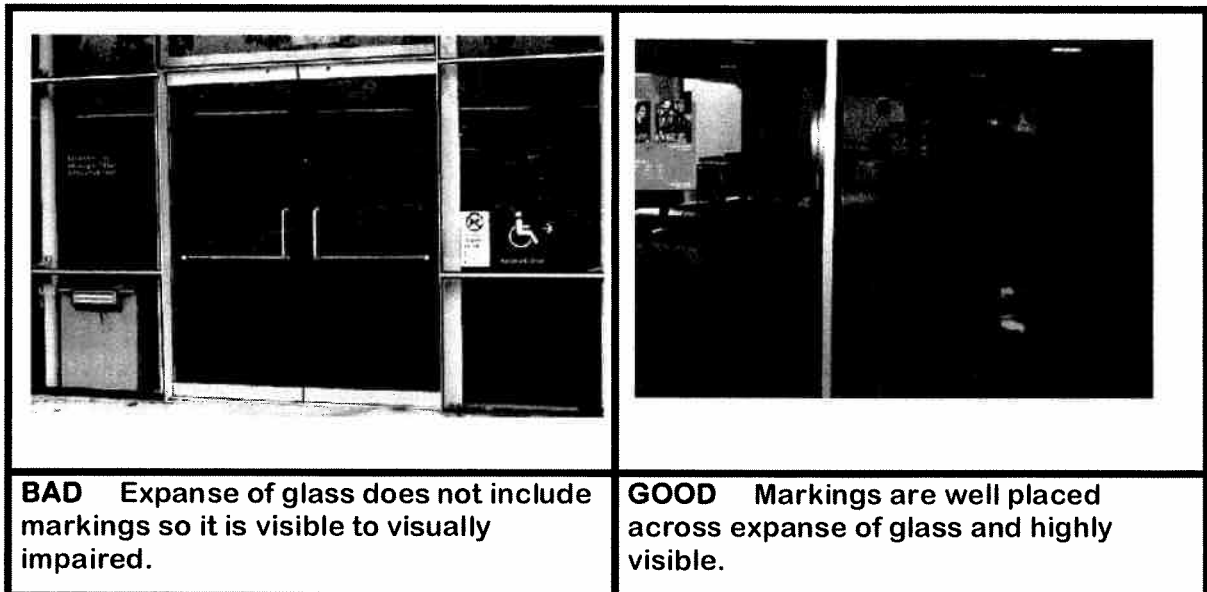 BAD Expanse of glass does not include
markings so it is visible to visually
impaired.
GOOD Markings are well placed
across expanse of glass and highly
visible.